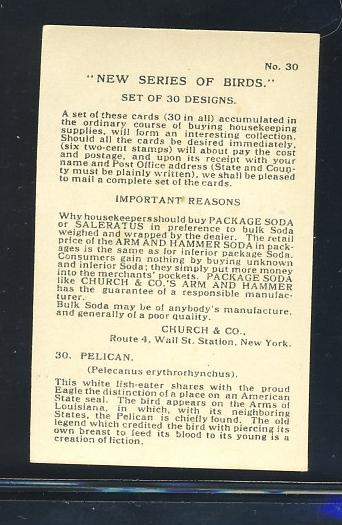 No. 30
"NEW SERIES OF BIRDS."
SET OF 30 DESIGNS.
A set of these cards (30 in all) accumulated in
the ordinary course of buying housekeeping
supplies, will form an interesting collection.
Should all the cards be desired immediately,
(six two-cent stamps) will about pay the cost
and postage, and upon its receipt with your
name and Post Office address (State and Coun-
ty must be plainly written), we shall be pleased
to mail a complete set of the cards.
IMPORTANT REASONS
Why housekeepers should buy PACKAGE SODA
or SALERATUS in preference to bulk Soda
weighed and wrapped by the dealer. The retail
price of the ARM AND HAMMER SODA in pack-
ages is the same as for inferior package Soda.
Consumers gain nothing by buying unknown
and inferior Soda; they simply put more money
into the merchants' pockets. PACKAGE SODA
like CHURCH & CO.'S ARM AND HAMMER
has the guarantee of a responsible manufac-
turer.
Bulk Soda may be of anybody's manufacture,
and generally of a poor quality.
CHURCH & CO.,
Route 4, Wall St. Station, New York.
30. PELICAN.
(Pelecanus erythrorhynchus).
This white fish-eater shares with the proud
Eagle the distinction of a place on an American
State seal. The bird appears on the Arms of
Louisiana, in which, with its neighboring
States, the Pelican is chiefly found. The old
legend which credited the bird with piercing its
own breast to feed its blood to its young is a
creation of fiction.